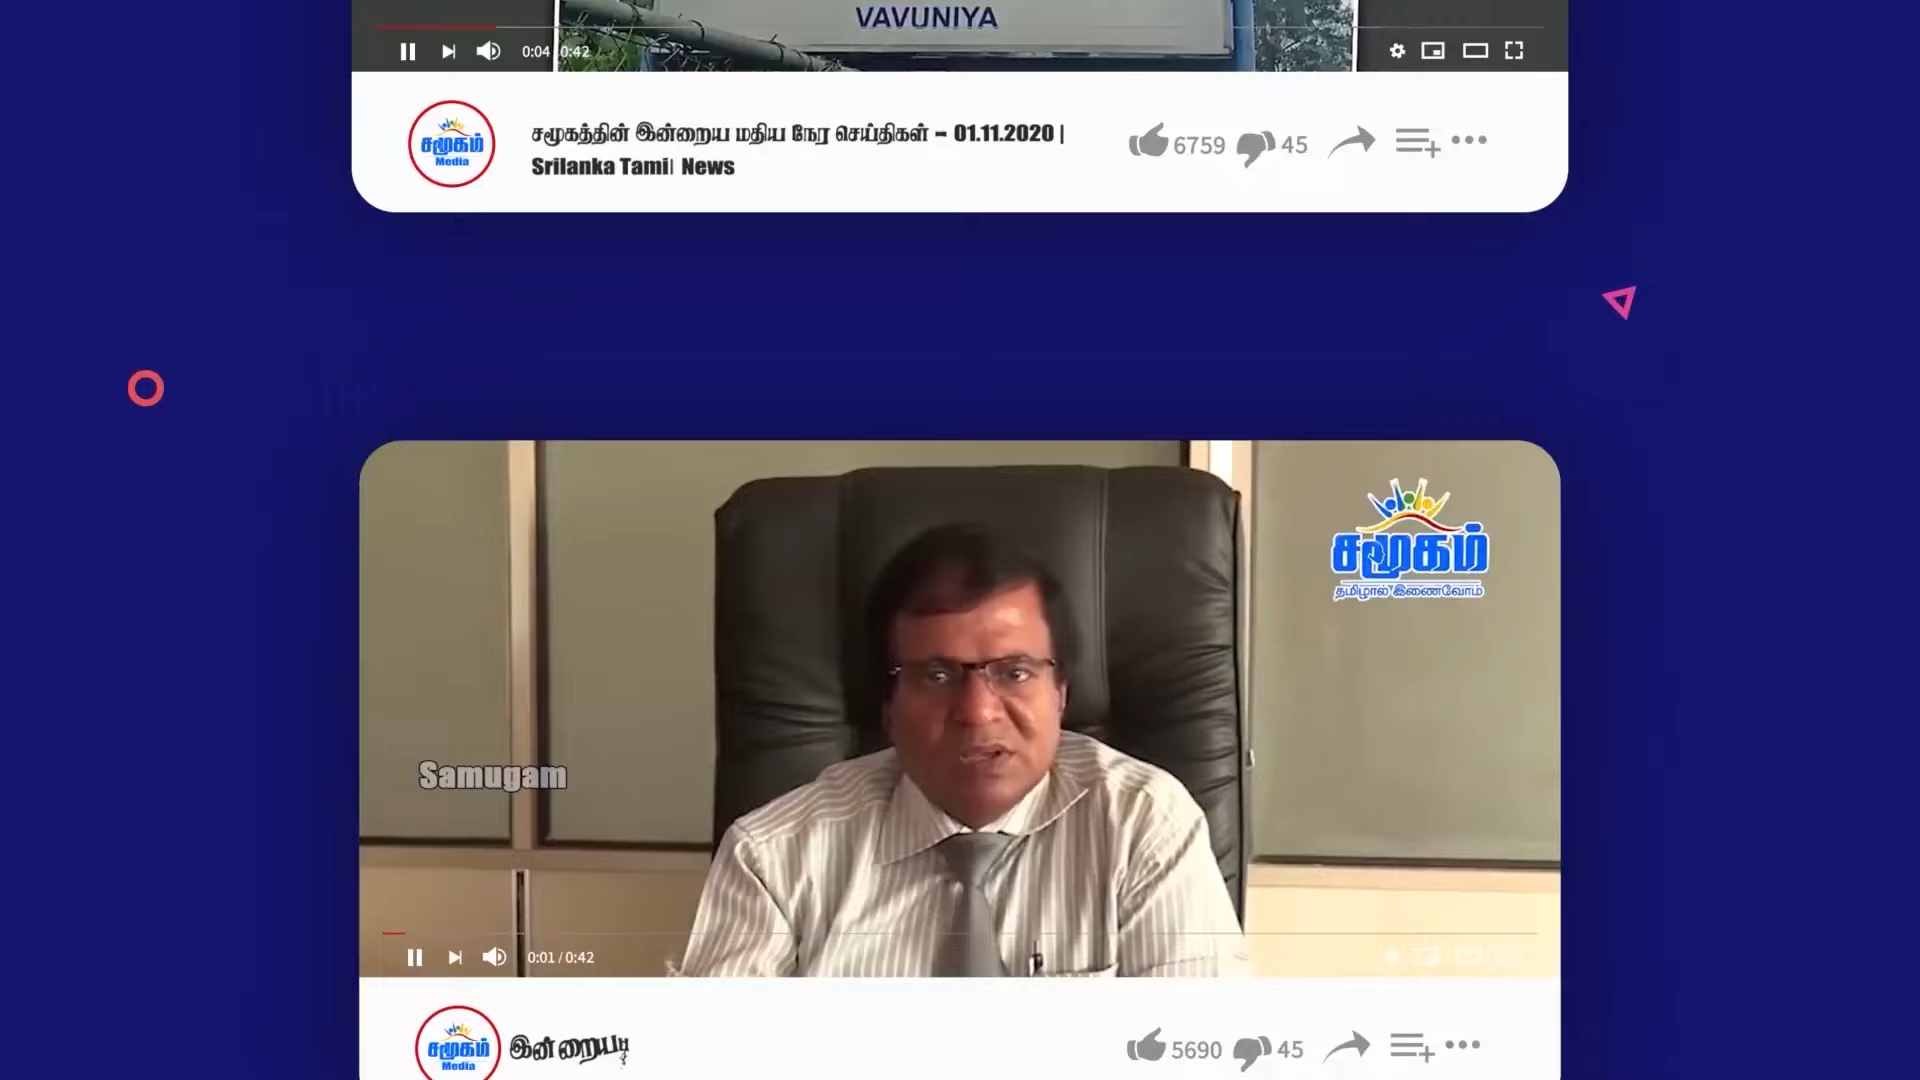 VAVUNIYA
0:04 / 0:42
சமூகம்
Media
சமூகத்தின் இன்றைய மதிய நேர செய்திகள் – 01.11.2020 |
Srilanka Tamil News
6759
45
சமூகம்
தமிழால் இணைவோம்
Samugam
0:01 / 0:42
சமூகம்
Media
இன்றைய
5690
45